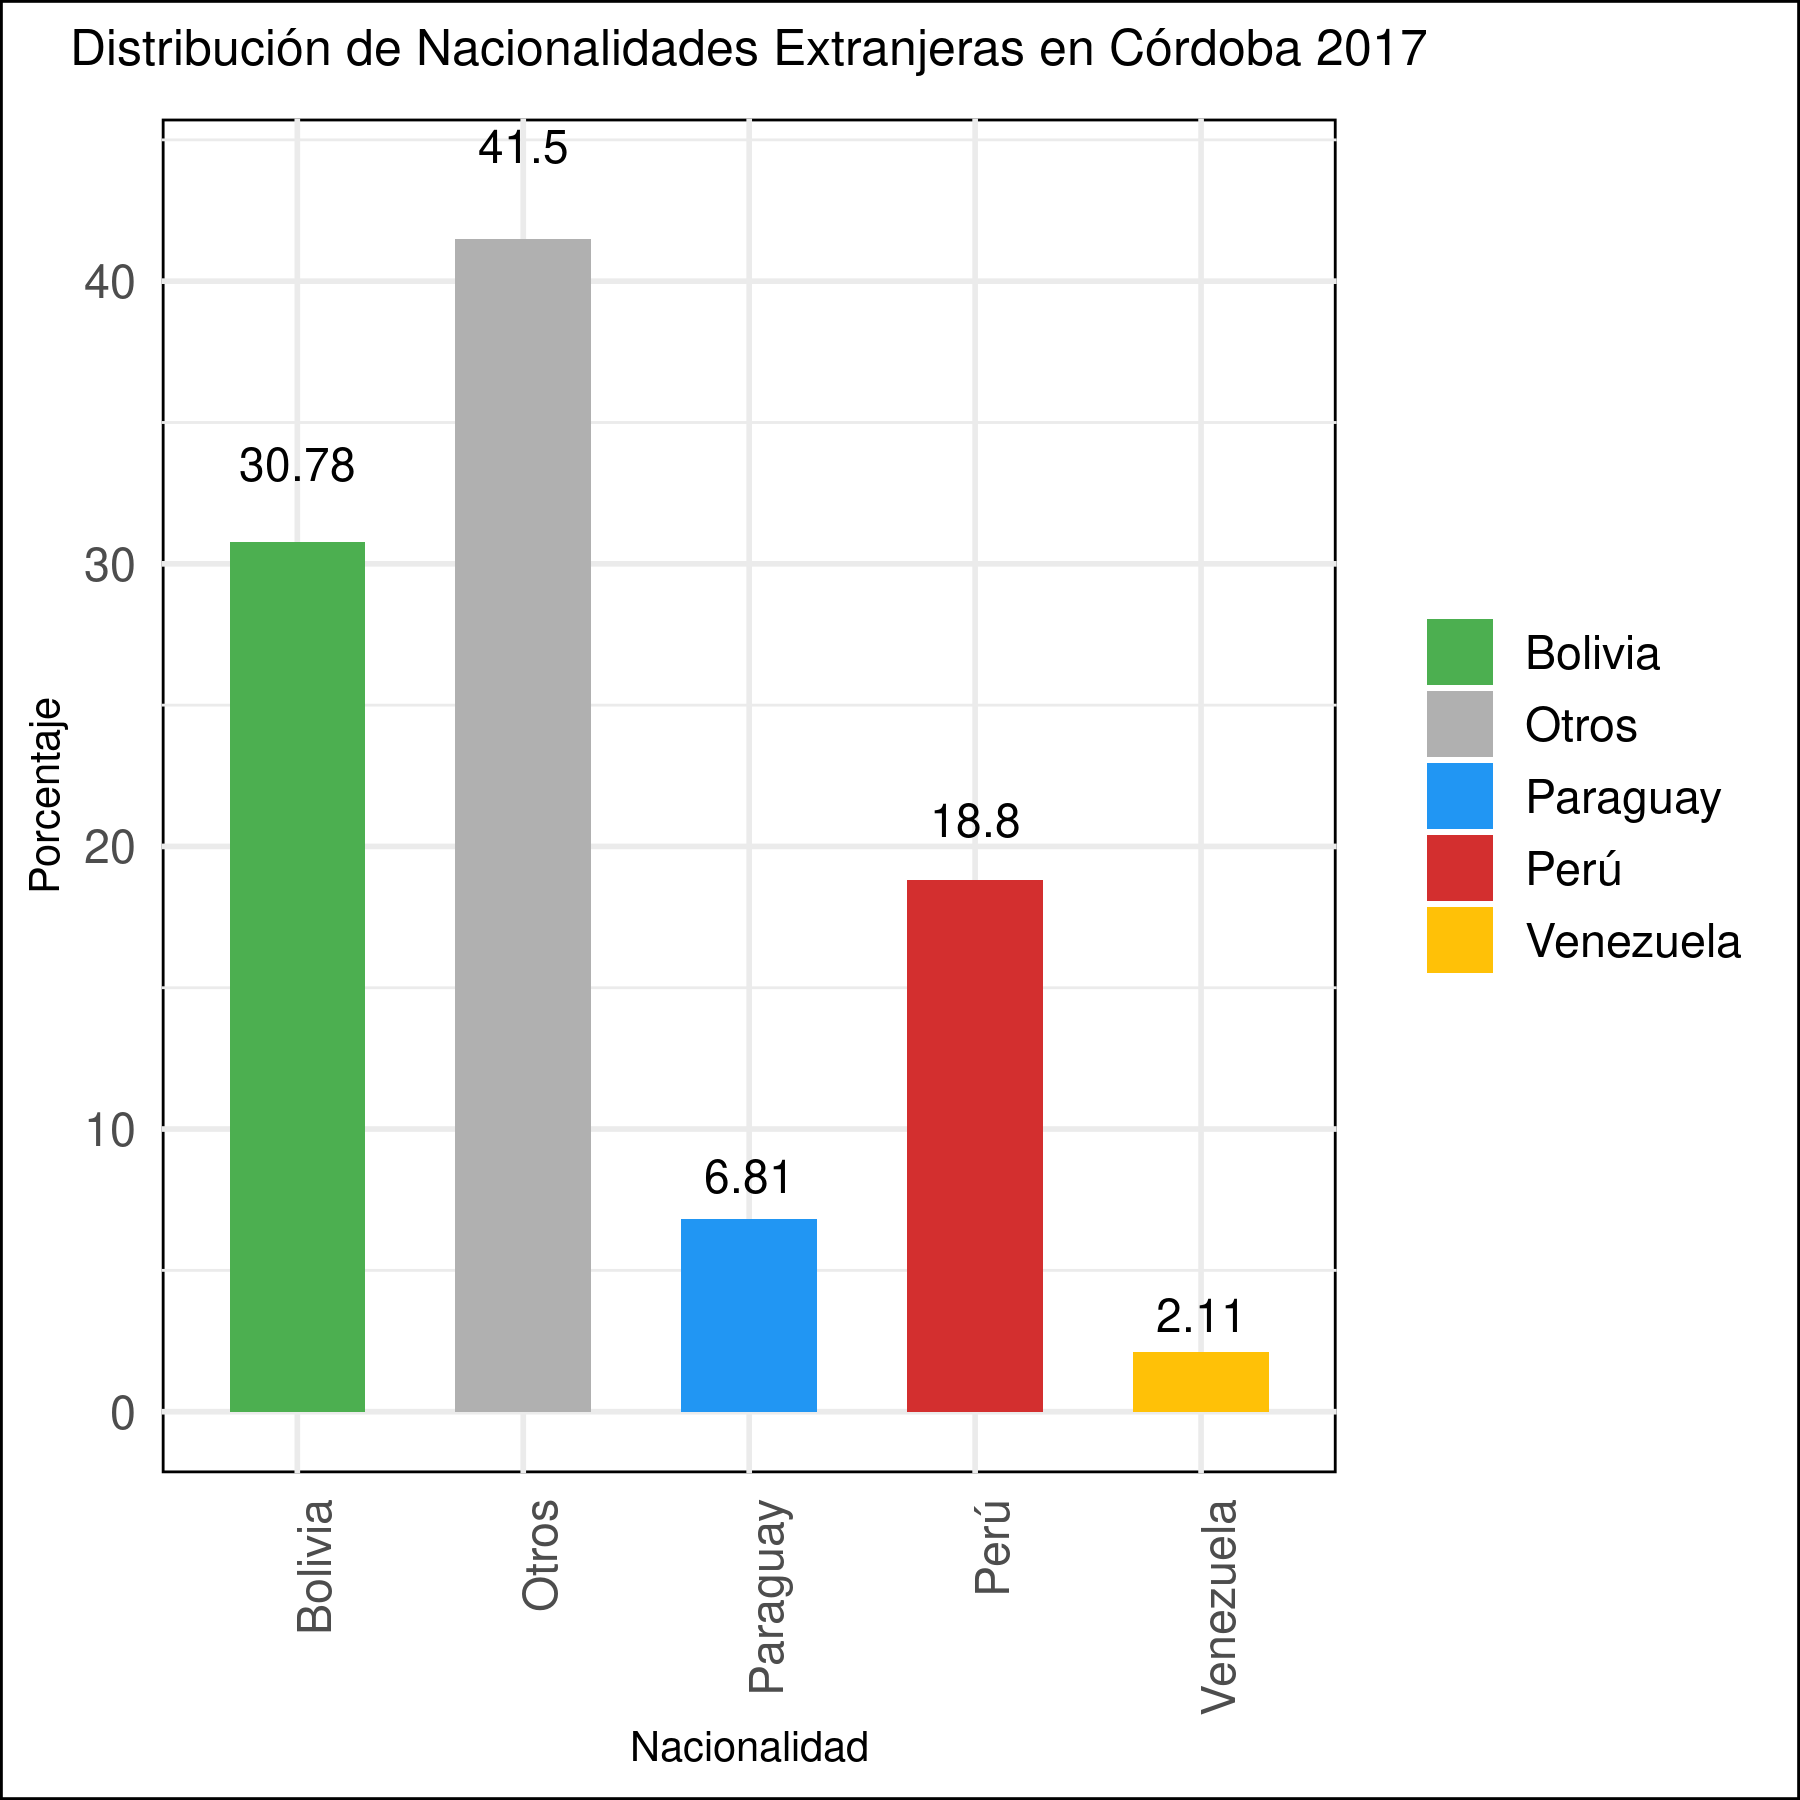 Distribución de Nacionalidades Extranjeras en Córdoba 2017
41.5
40
30.78
30
18.8
20
6.81
10
2.11
0
Porcentaje
Bolivia
Otros
Paraguay
Perú
Venezuela
Nacionalidad
Bolivia
Otros
Paraguay
Perú
Venezuela